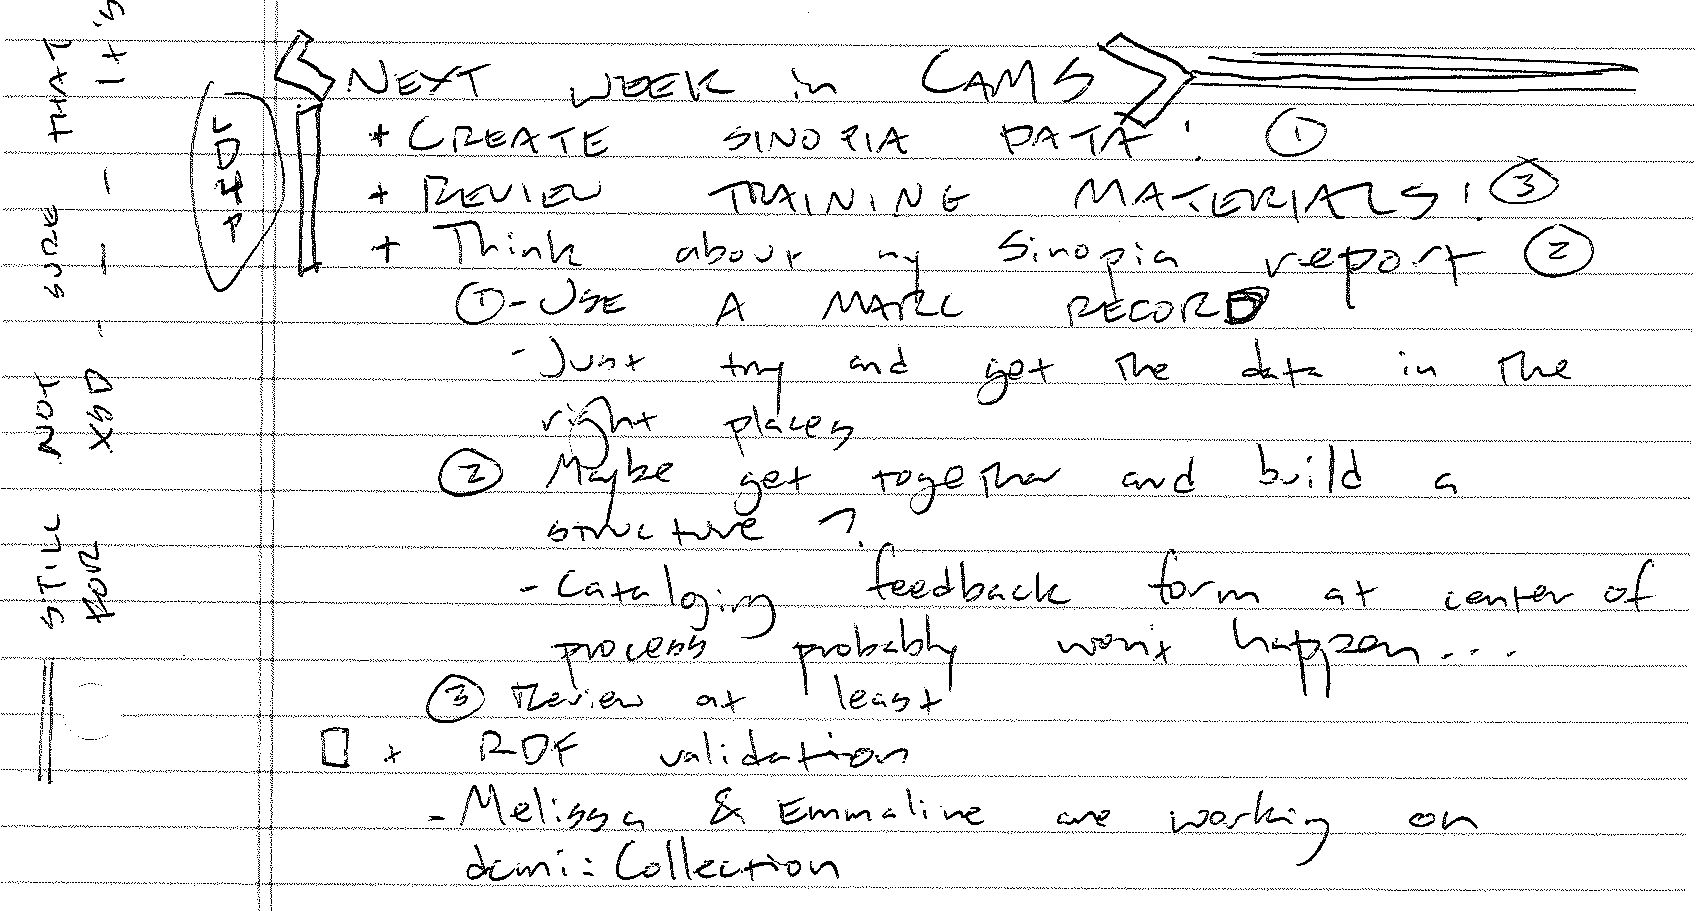 NEXT WEEK in CAMS
+ CREATE SINOPIA DATA! ①
+ REVIEW TRAINING MATERIALS! ③
+ Think about my Sinopia report ②
① - USE A MARC RECORD
- Just try and get the data in the
right places
② Maybe get together and build a
structure?
- Cataloging feedback form at center of
process probably won't happen...
③ Review at least
+ RDF validation
- Melissa & Emmaline are working on
dcmi:Collection
STILL NOT SURE THAT
XSD - - - It's